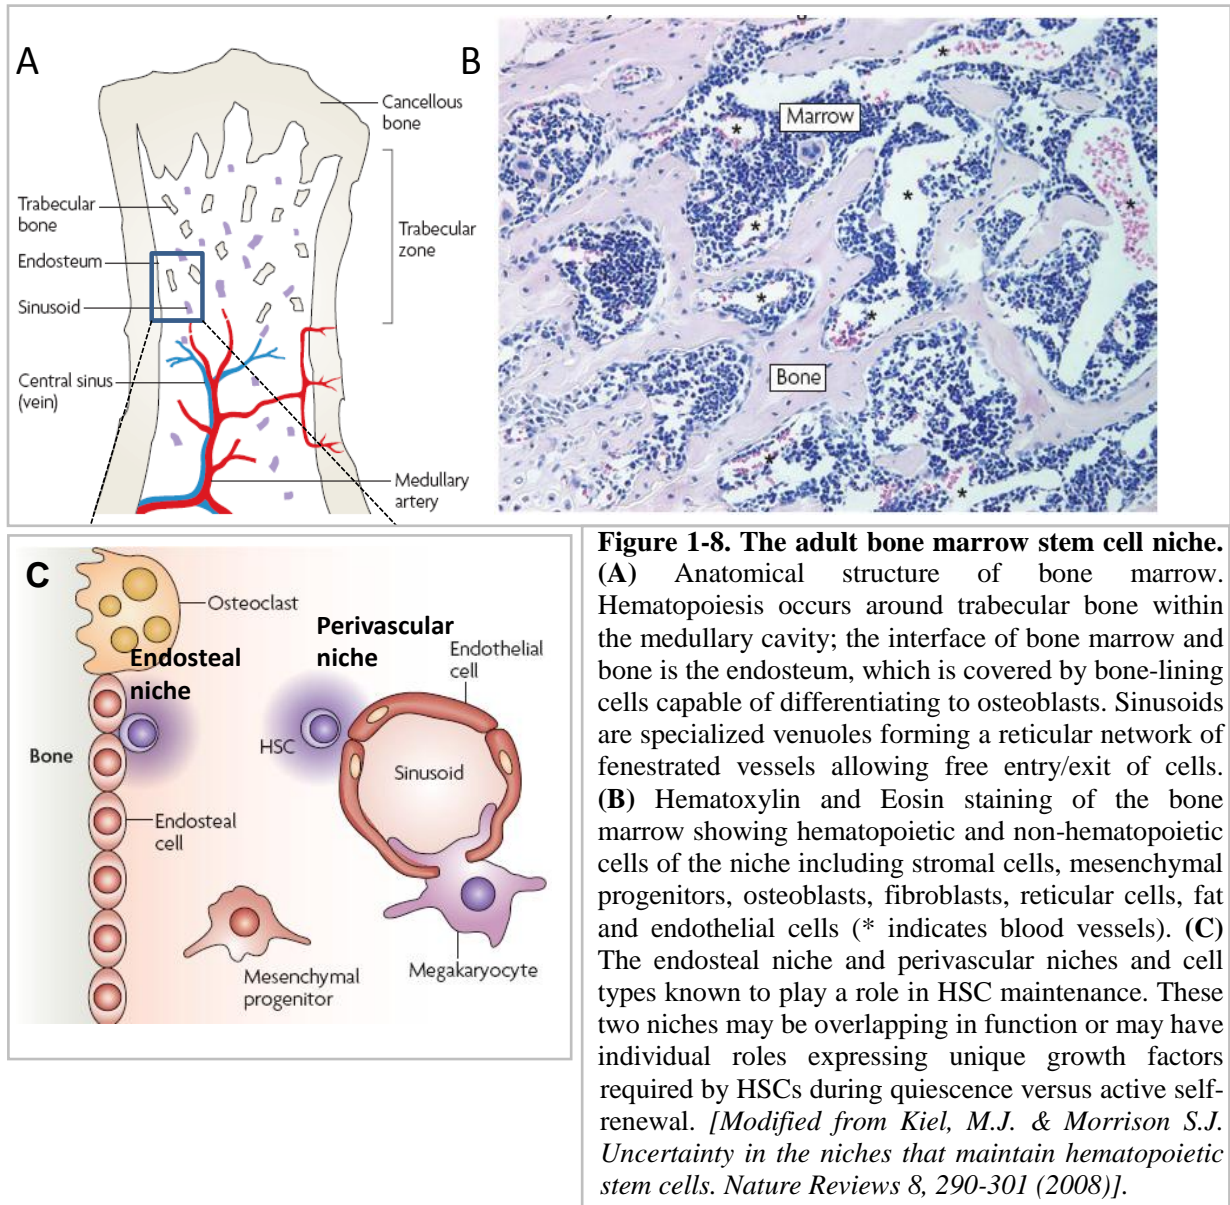 A
Cancellous
bone
Trabecular
bone
Endosteum
Sinusoid
Trabecular
zone
Central sinus
(vein)
Medullary
artery
B
*
Marrow
*
*
*
*
*
*
Bone
*
*
C
Osteoclast
Endosteal
niche
Perivascular
niche
Endothelial
cell
HSC
Bone
Sinusoid
Endosteal
cell
Mesenchymal
progenitor
Megakaryocyte
Figure 1-8. The adult bone marrow stem cell niche.
(A) Anatomical structure of bone marrow.
Hematopoiesis occurs around trabecular bone within
the medullary cavity; the interface of bone marrow and
bone is the endosteum, which is covered by bone-lining
cells capable of differentiating to osteoblasts. Sinusoids
are specialized venuoles forming a reticular network of
fenestrated vessels allowing free entry/exit of cells.
(B) Hematoxylin and Eosin staining of the bone
marrow showing hematopoietic and non-hematopoietic
cells of the niche including stromal cells, mesenchymal
progenitors, osteoblasts, fibroblasts, reticular cells, fat
and endothelial cells (* indicates blood vessels). (C)
The endosteal niche and perivascular niches and cell
types known to play a role in HSC maintenance. These
two niches may be overlapping in function or may have
individual roles expressing unique growth factors
required by HSCs during quiescence versus active self-
renewal. [Modified from Kiel, M.J. & Morrison S.J.
Uncertainty in the niches that maintain hematopoietic
stem cells. Nature Reviews 8, 290-301 (2008)].